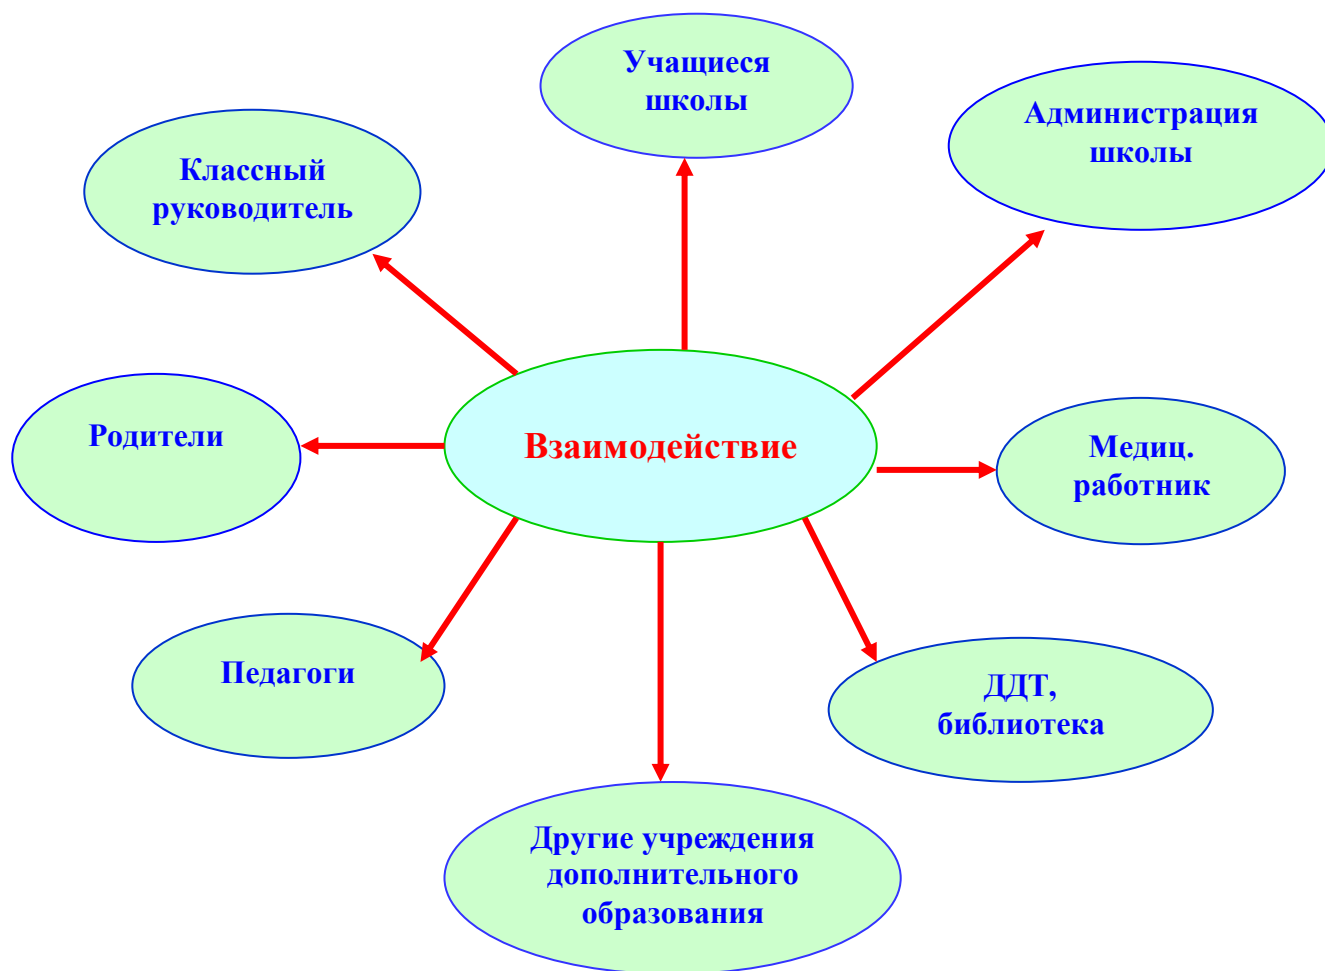 Учащиеся
школы
Администрация
школы
Классный
руководитель
Родители
Взаимодействие
Медиц.
работник
Педагоги
ДДТ,
библиотека
Другие учреждения
дополнительного
образования